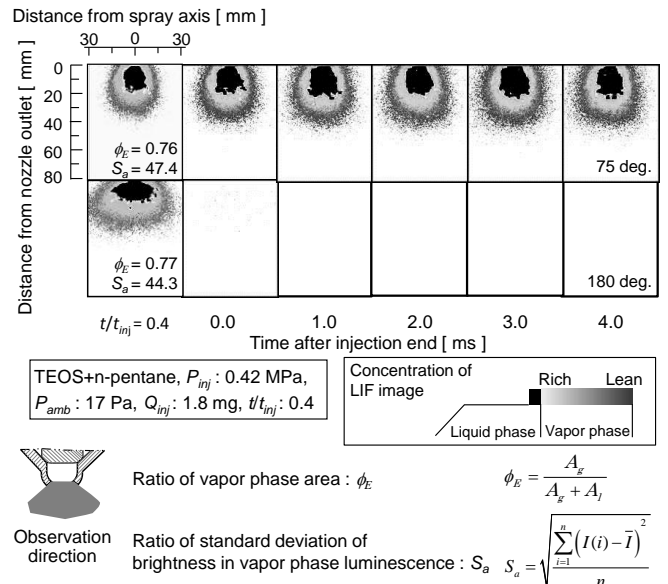 Distance from spray axis [ mm ]
30 0 30
Distance from nozzle outlet [ mm ]
0
20
40
60
80
ϕE = 0.76
Sa = 47.4
75 deg.
ϕE = 0.77
Sa = 44.3
180 deg.
t/tinj = 0.4 0.0 1.0 2.0 3.0 4.0
Time after injection end [ ms ]
TEOS+n-pentane, Pinj : 0.42 MPa,
Pamb : 17 Pa, Qinj : 1.8 mg, t/tinj : 0.4
Concentration of
LIF image
Rich Lean
Liquid phase Vapor phase
Observation
direction
Ratio of vapor phase area : ϕE
ϕE = Ag / (Ag + Al)
Ratio of standard deviation of
brightness in vapor phase luminescence : Sa
Sa = √(∑i=1n (I(i) − Ī)2 / n)